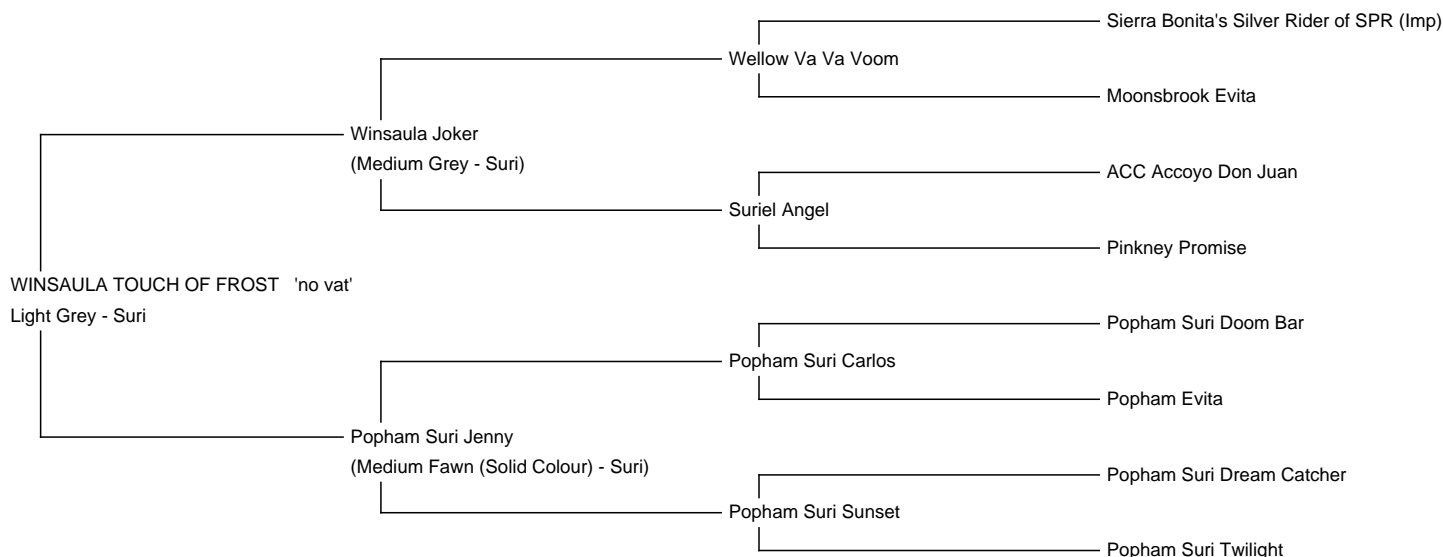 Sierra Bonita's Silver Rider of SPR (Imp)
Wellow Va Va Voom
Moonsbrook Evita
Winsaula Joker
(Medium Grey - Suri)
ACC Accoyo Don Juan
Suriel Angel
Pinkney Promise
WINSAULA TOUCH OF FROST 'no vat'
Light Grey - Suri
Popham Suri Doom Bar
Popham Suri Carlos
Popham Evita
Popham Suri Jenny
(Medium Fawn (Solid Colour) - Suri)
Popham Suri Dream Catcher
Popham Suri Sunset
Popham Suri Twilight